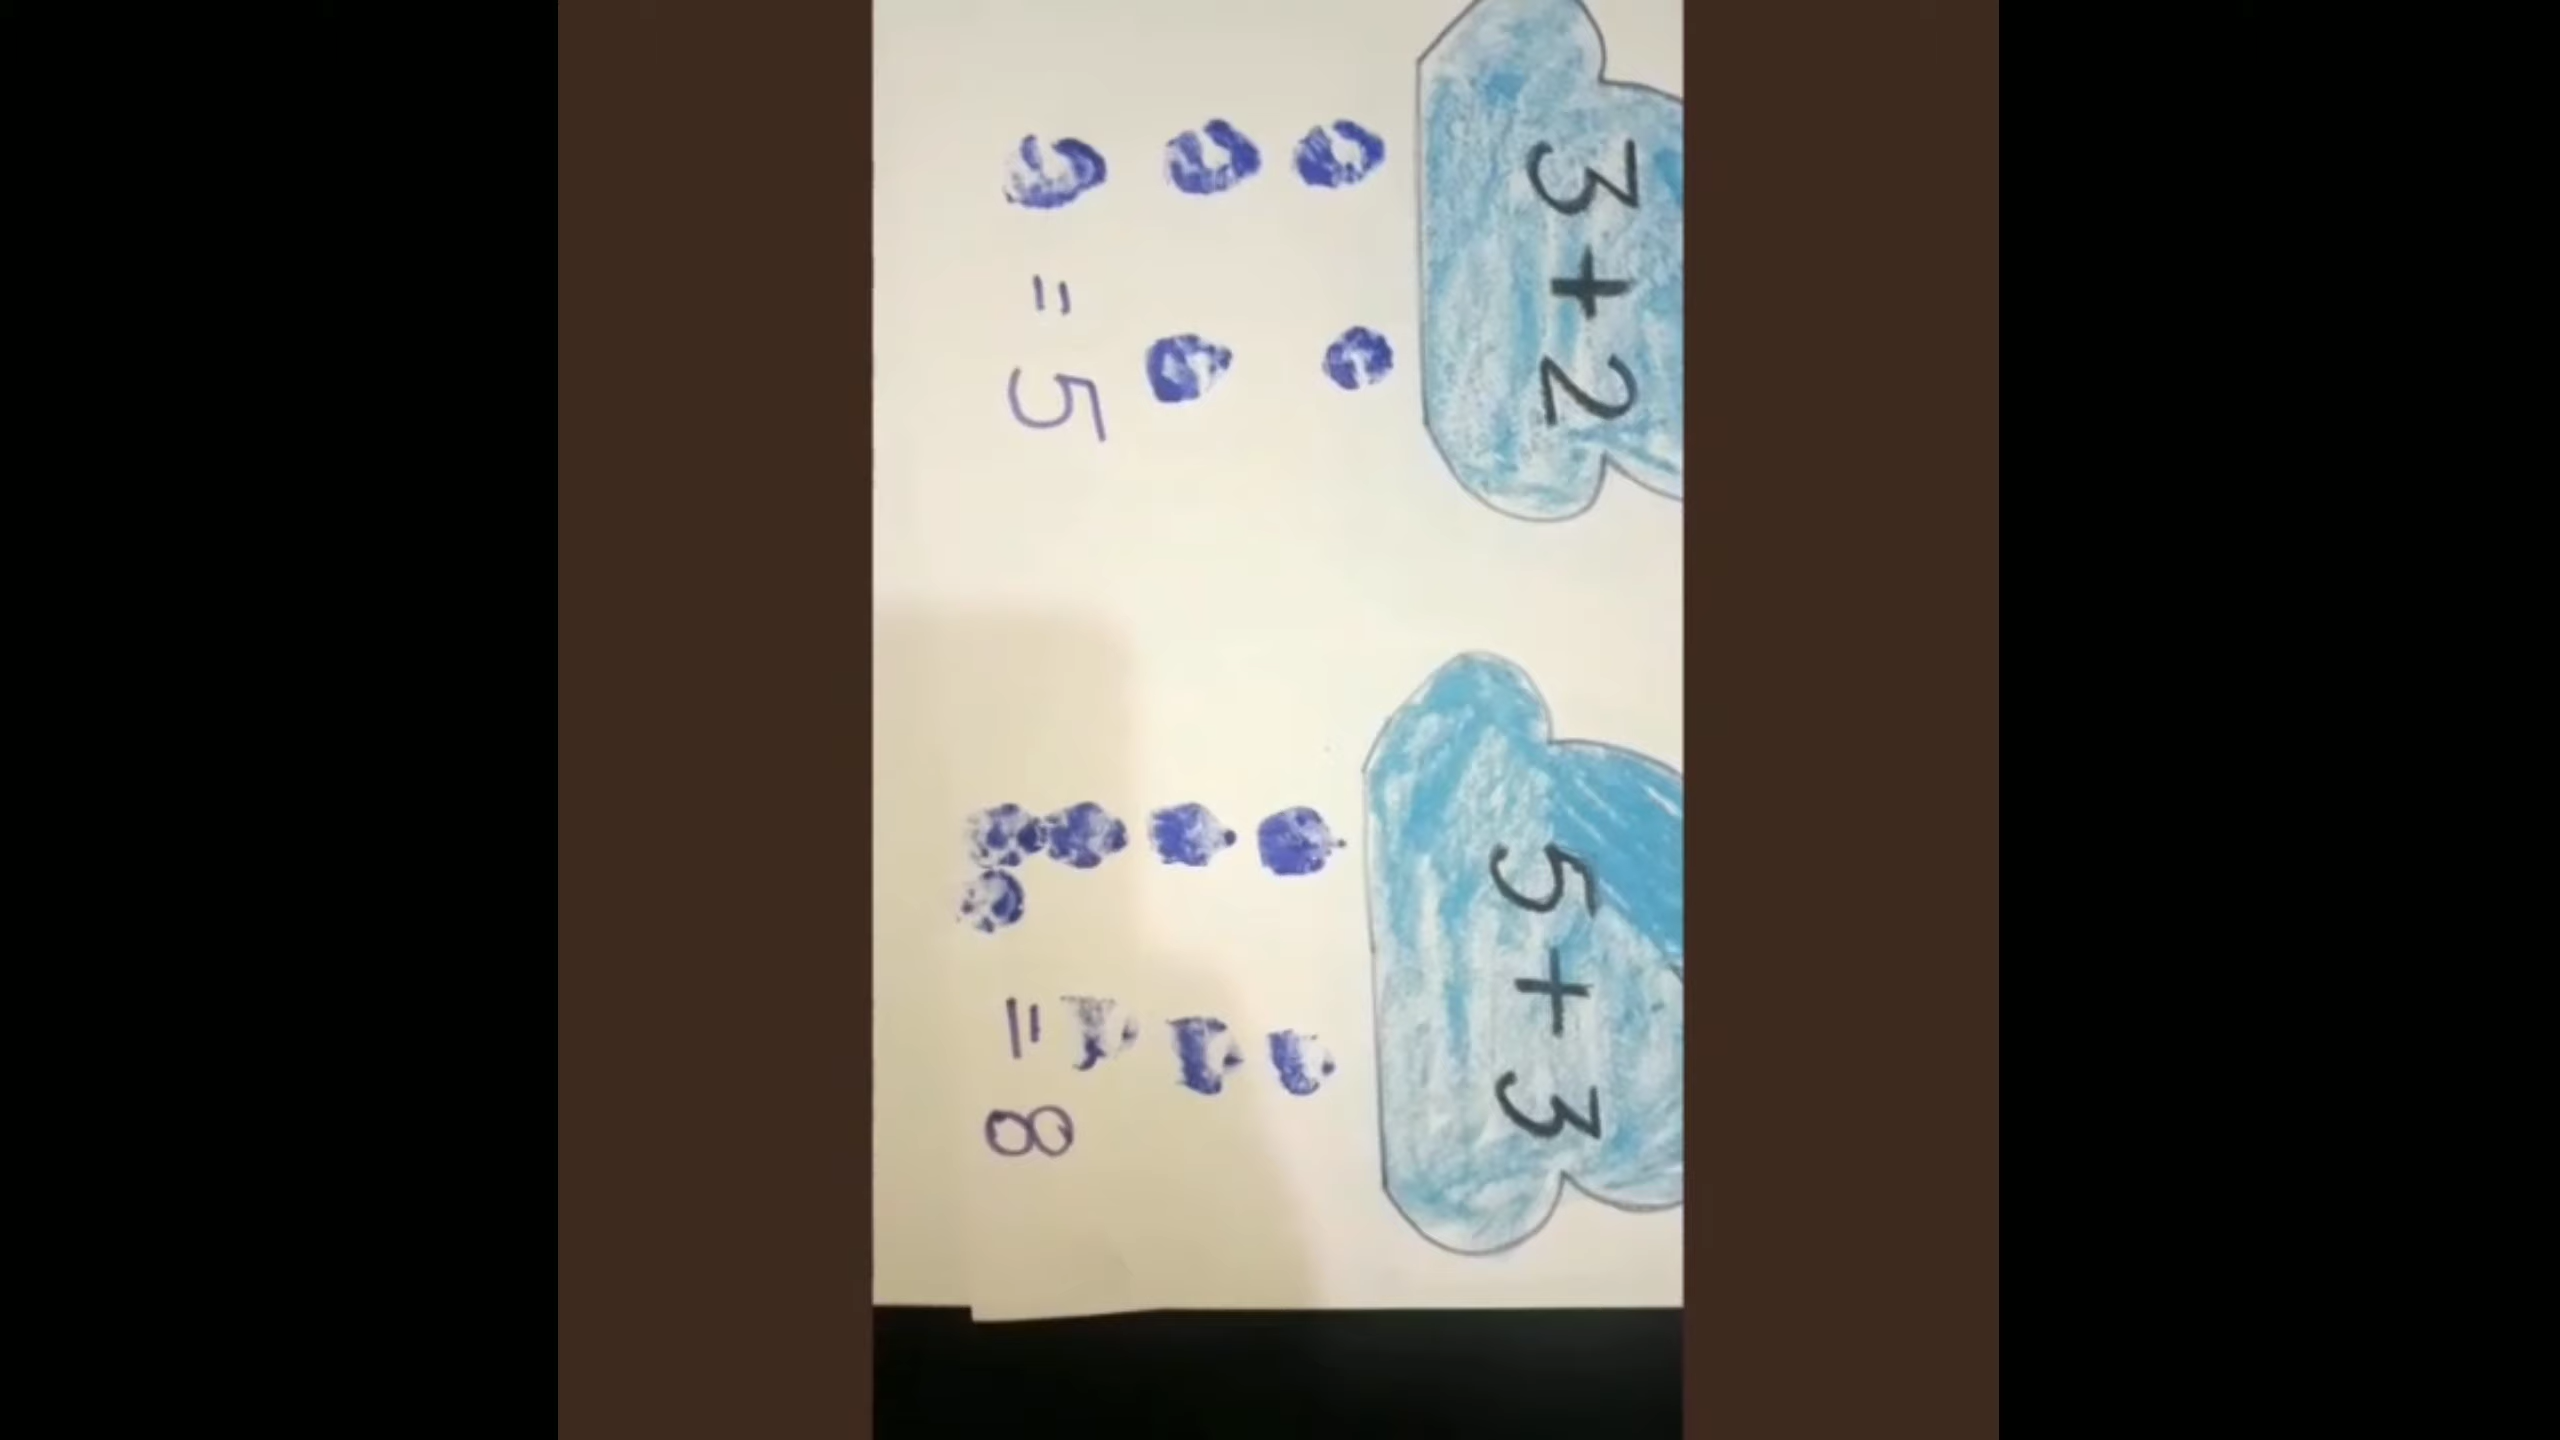 3+2
= 5
5+3
= 8